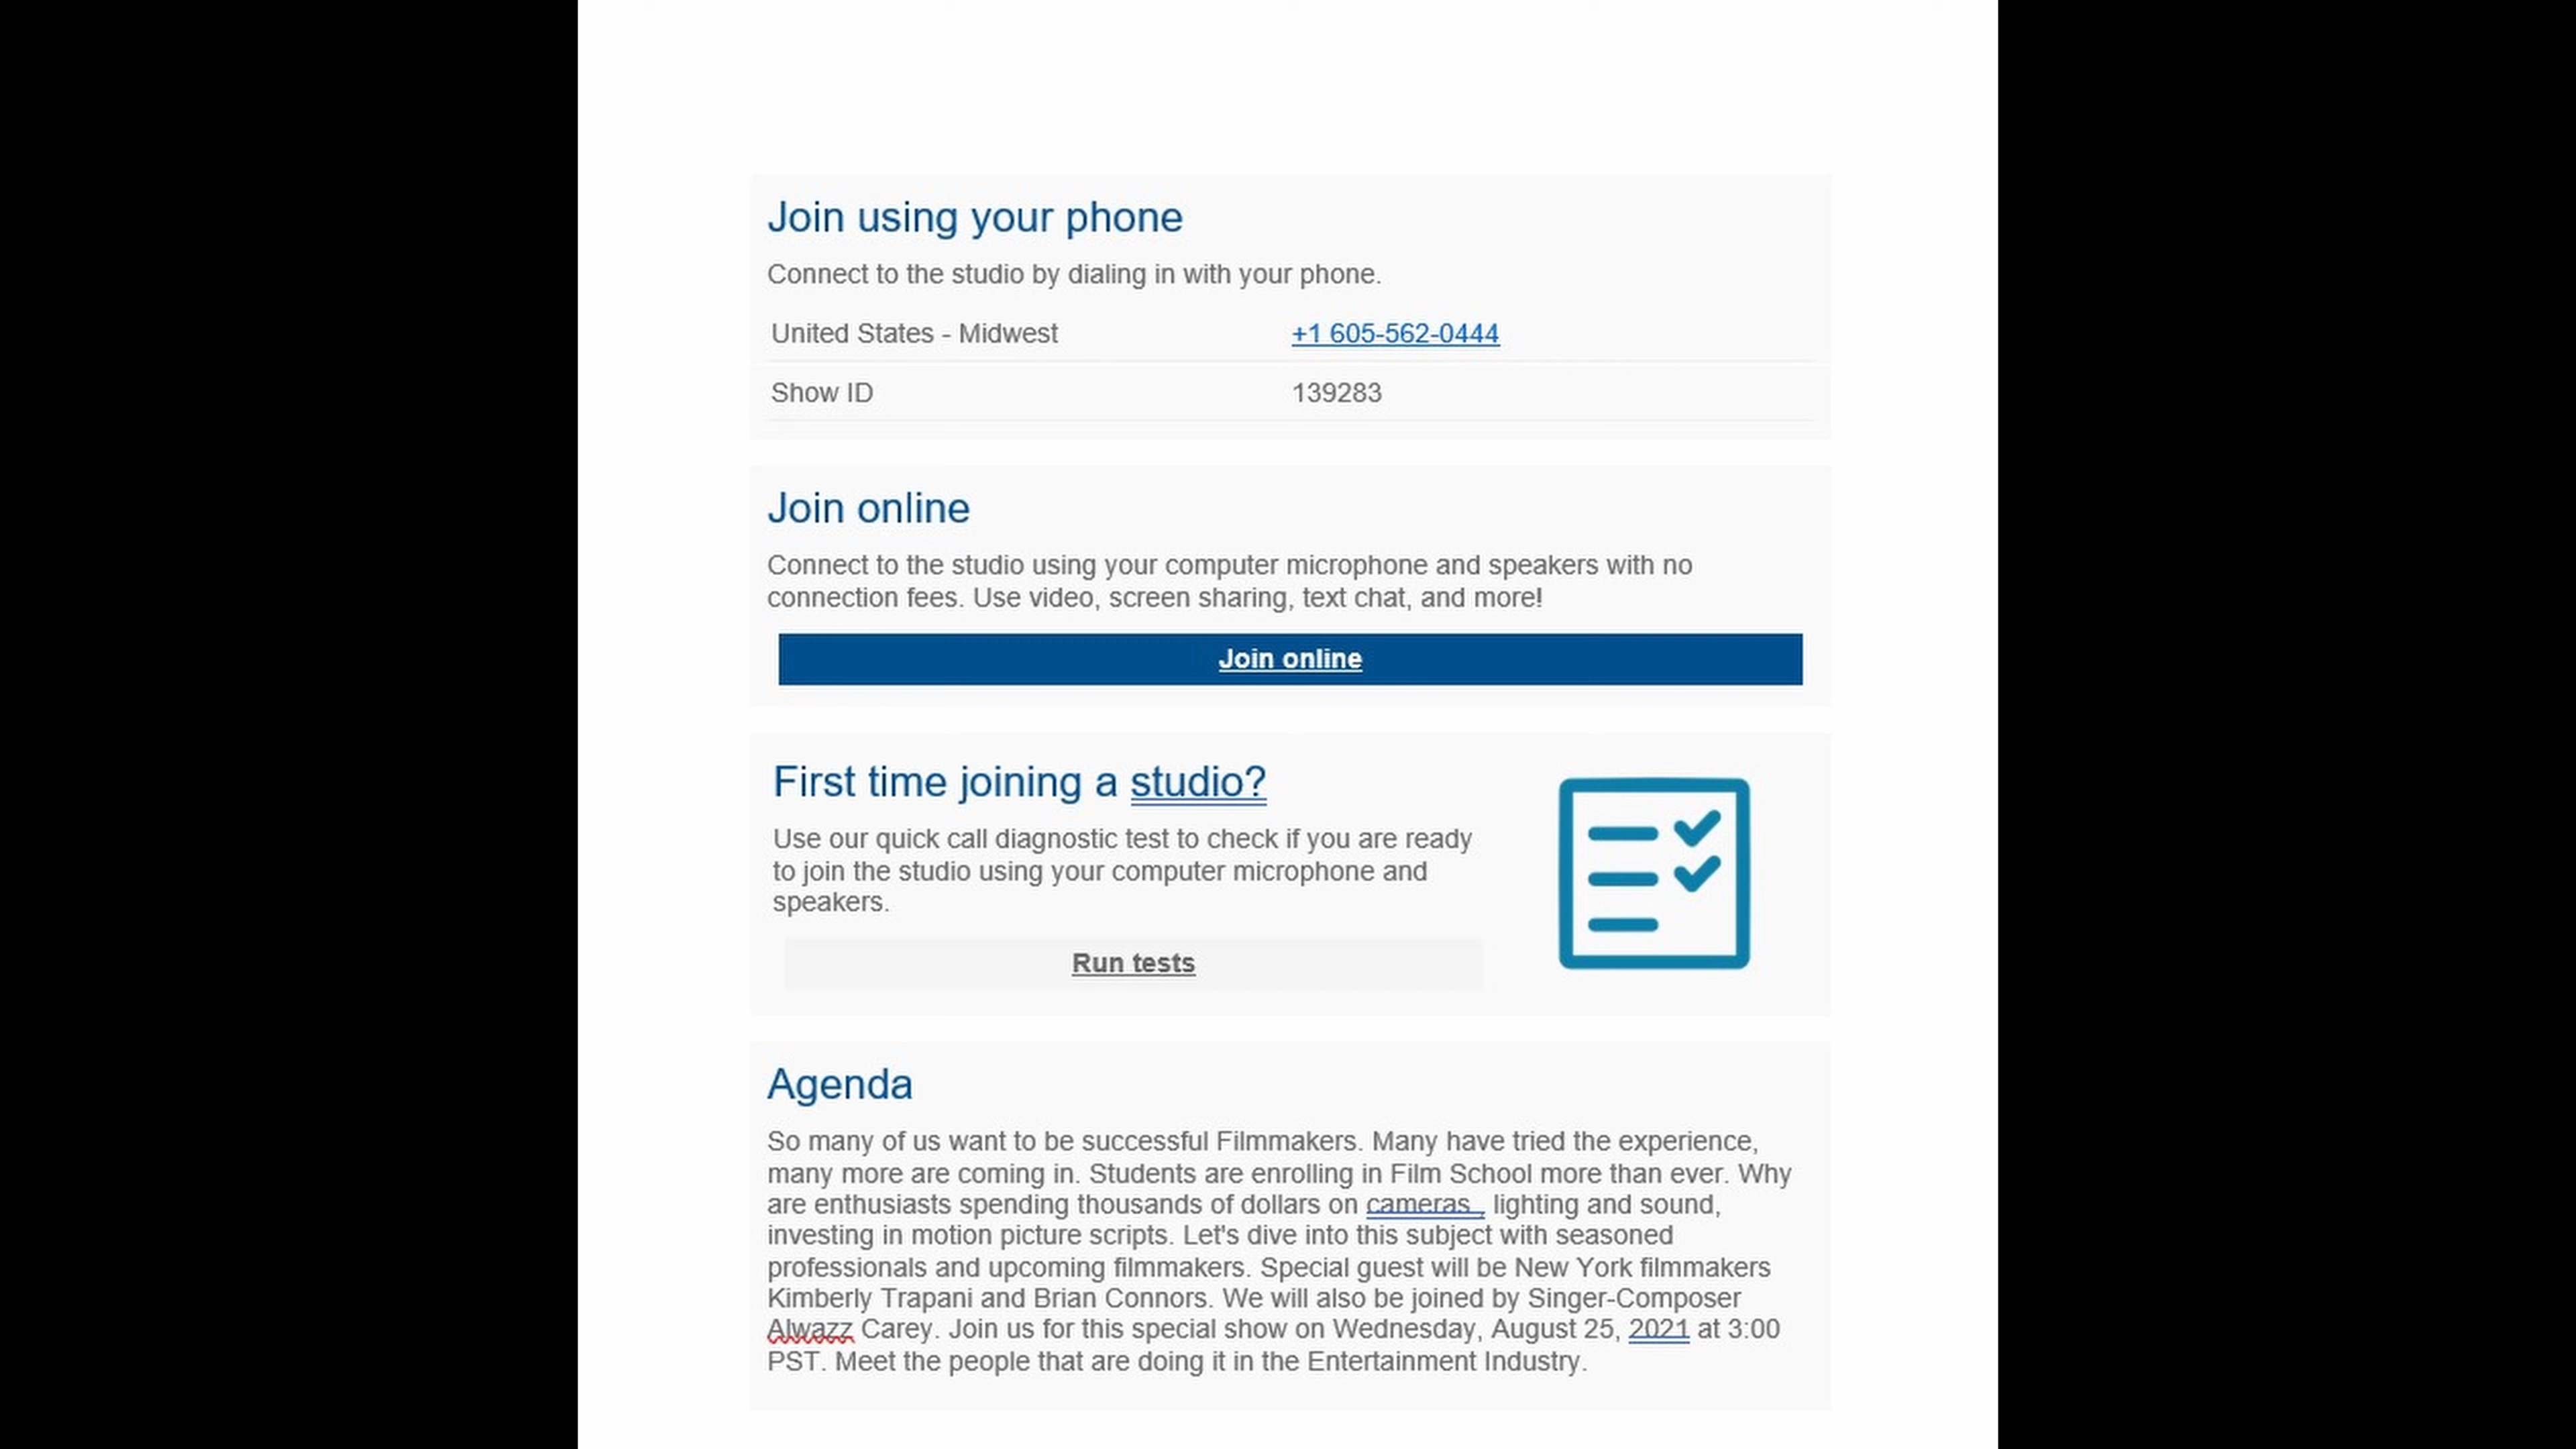 Join using your phone
Connect to the studio by dialing in with your phone.
United States - Midwest +1 605-562-0444
Show ID 139283
Join online
Connect to the studio using your computer microphone and speakers with no
connection fees. Use video, screen sharing, text chat, and more!
Join online
First time joining a studio?
Use our quick call diagnostic test to check if you are ready
to join the studio using your computer microphone and
speakers.
Run tests
Agenda
So many of us want to be successful Filmmakers. Many have tried the experience,
many more are coming in. Students are enrolling in Film School more than ever. Why
are enthusiasts spending thousands of dollars on cameras , lighting and sound,
investing in motion picture scripts. Let's dive into this subject with seasoned
professionals and upcoming filmmakers. Special guest will be New York filmmakers
Kimberly Trapani and Brian Connors. We will also be joined by Singer-Composer
Alwazz Carey. Join us for this special show on Wednesday, August 25, 2021 at 3:00
PST. Meet the people that are doing it in the Entertainment Industry.